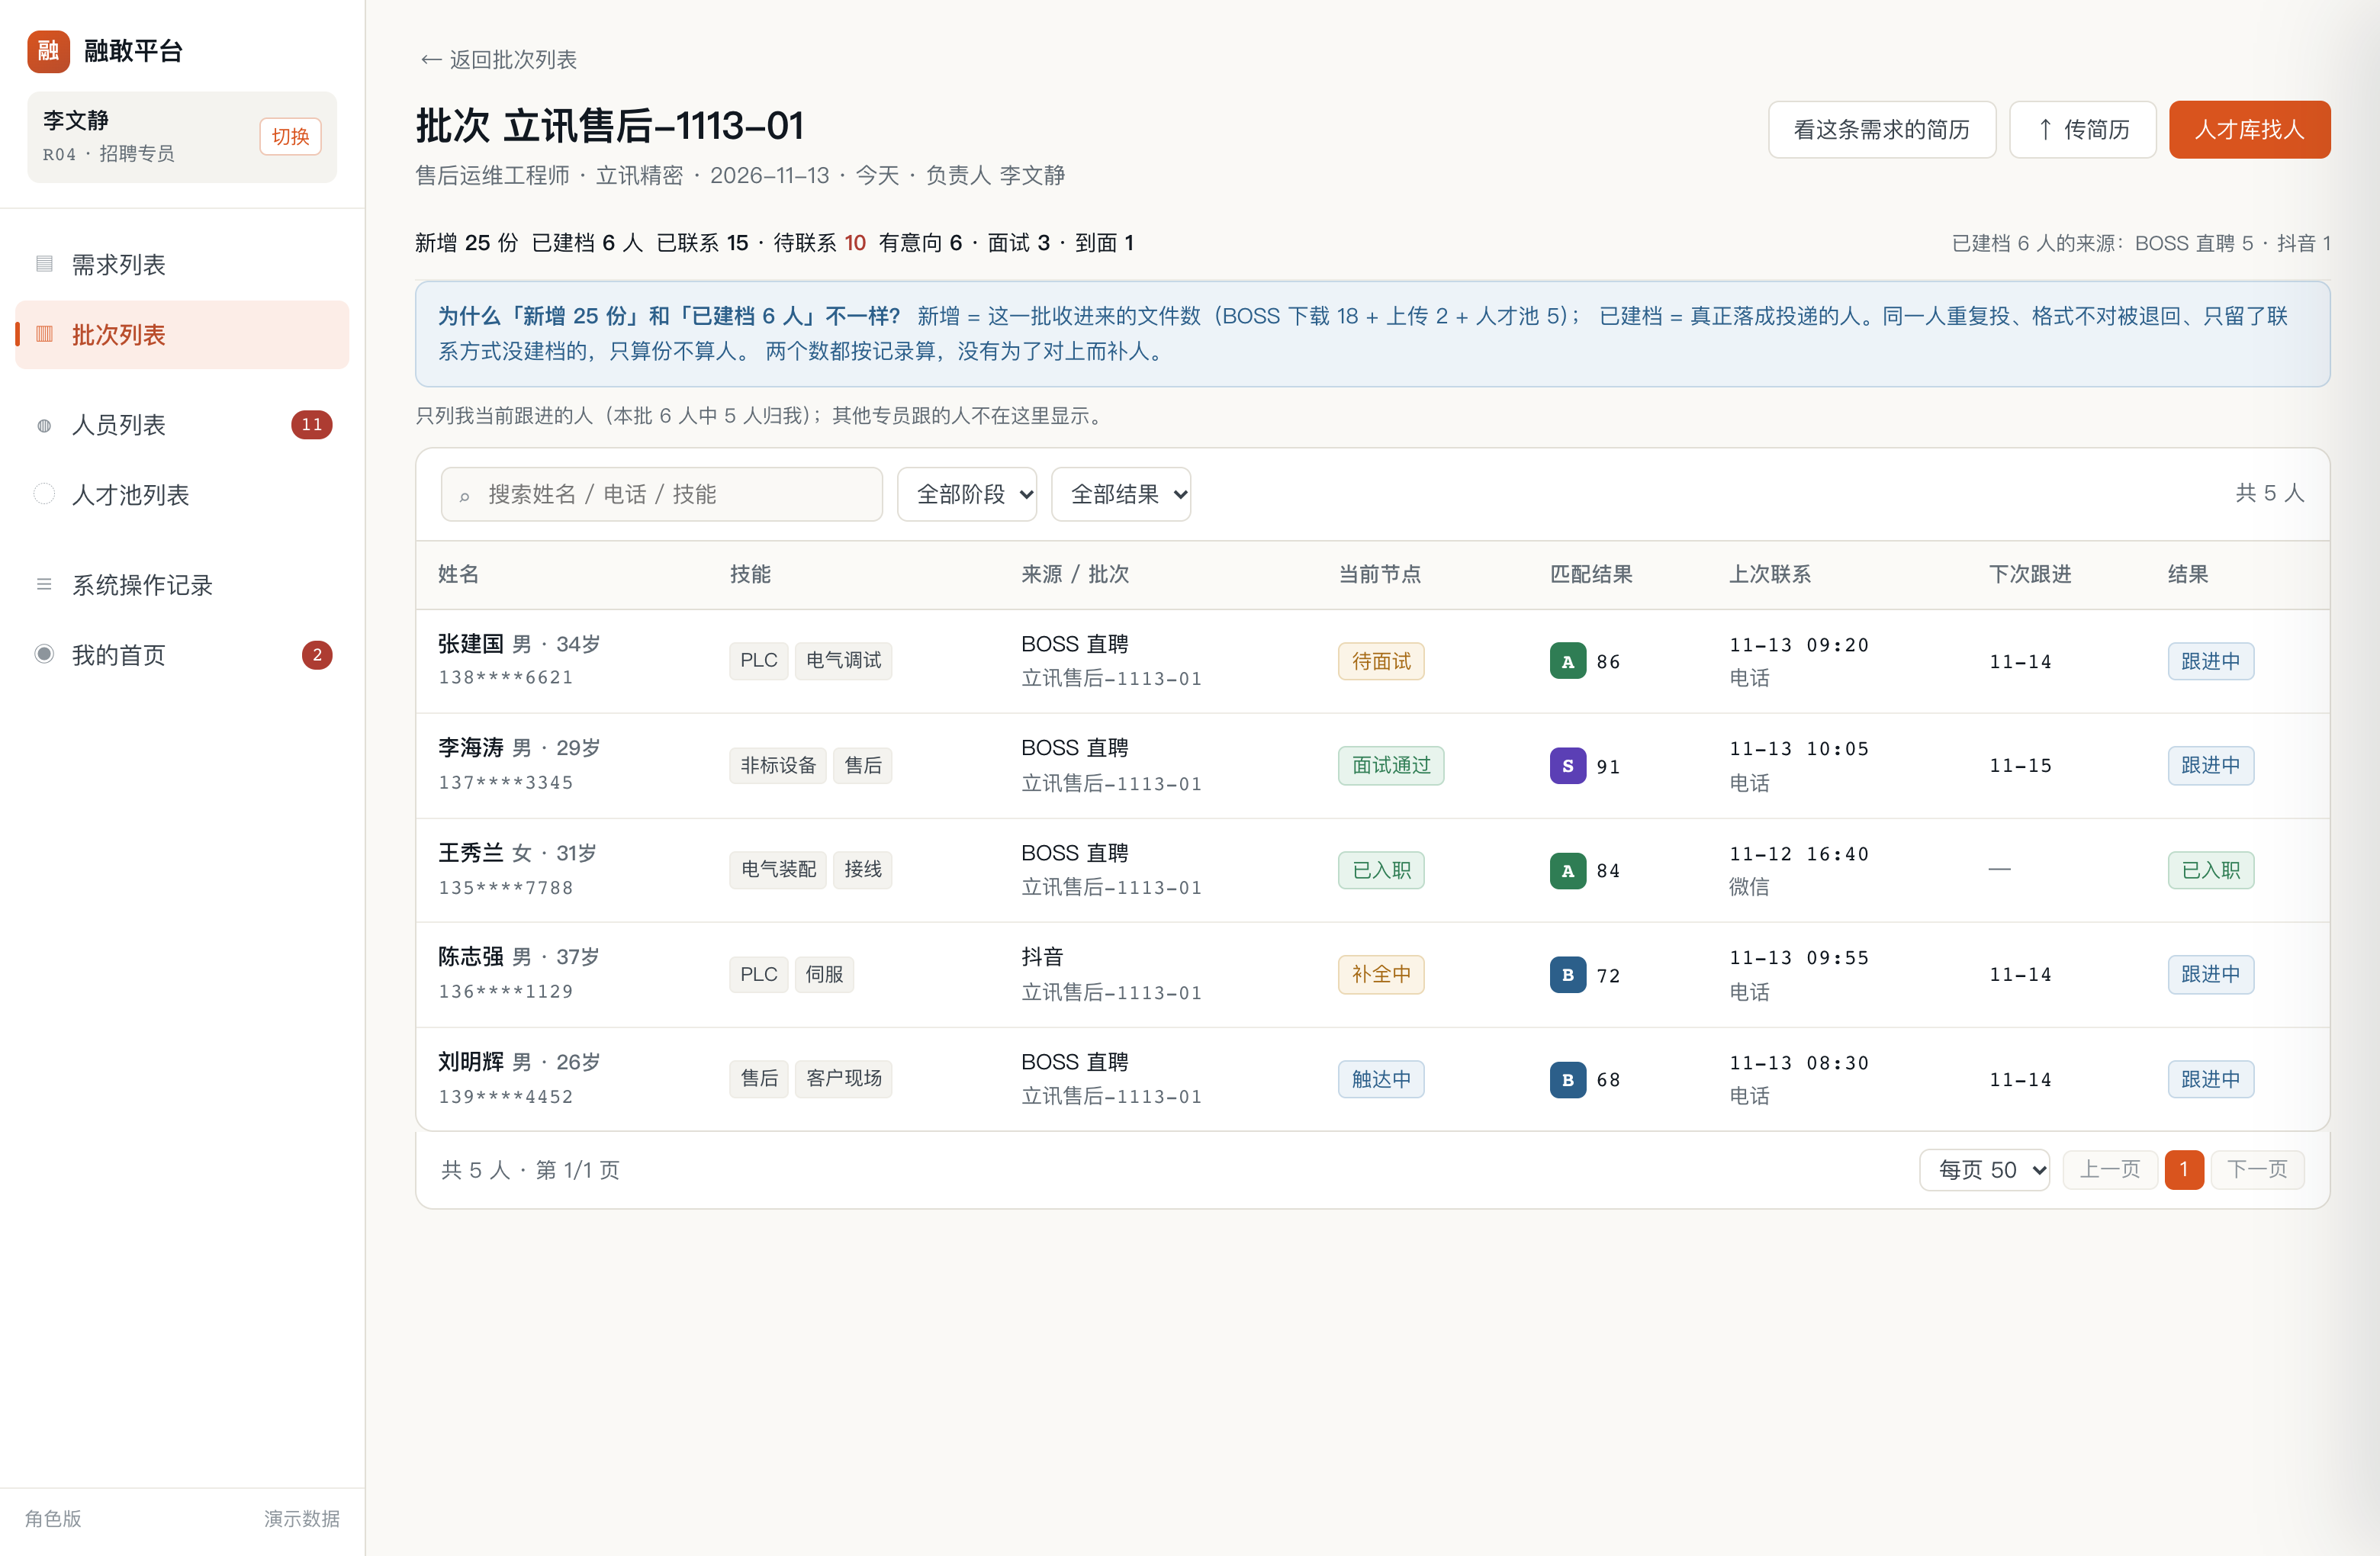 融 融敢平台
李文静
R04 · 招聘专员
切换
需求列表
批次列表
人员列表 11
人才池列表
系统操作记录
我的首页 2
角色版 演示数据
← 返回批次列表
批次 立讯售后-1113-01
售后运维工程师 · 立讯精密 · 2026-11-13 · 今天 · 负责人 李文静
看这条需求的简历 ↑ 传简历 人才库找人
新增 25 份 已建档 6 人 已联系 15 · 待联系 10 有意向 6 · 面试 3 · 到面 1
已建档 6 人的来源：BOSS 直聘 5 · 抖音 1
为什么「新增 25 份」和「已建档 6 人」不一样？ 新增 = 这一批收进来的文件数（BOSS 下载 18 + 上传 2 + 人才池 5）； 已建档 = 真正落成投递的人。同一人重复投、格式不对被退回、只留了联
系方式没建档的，只算份不算人。 两个数都按记录算，没有为了对上而补人。
只列我当前跟进的人（本批 6 人中 5 人归我）；其他专员跟的人不在这里显示。
搜索姓名 / 电话 / 技能 全部阶段 全部结果 共 5 人
姓名 技能 来源 / 批次 当前节点 匹配结果 上次联系 下次跟进 结果
张建国 男 · 34岁
138****6621
PLC 电气调试
BOSS 直聘
立讯售后-1113-01
待面试
A 86
11-13 09:20
电话
11-14
跟进中
李海涛 男 · 29岁
137****3345
非标设备 售后
BOSS 直聘
立讯售后-1113-01
面试通过
S 91
11-13 10:05
电话
11-15
跟进中
王秀兰 女 · 31岁
135****7788
电气装配 接线
BOSS 直聘
立讯售后-1113-01
已入职
A 84
11-12 16:40
微信
—
已入职
陈志强 男 · 37岁
136****1129
PLC 伺服
抖音
立讯售后-1113-01
补全中
B 72
11-13 09:55
电话
11-14
跟进中
刘明辉 男 · 26岁
139****4452
售后 客户现场
BOSS 直聘
立讯售后-1113-01
触达中
B 68
11-13 08:30
电话
11-14
跟进中
共 5 人 · 第 1/1 页
每页 50 上一页 1 下一页